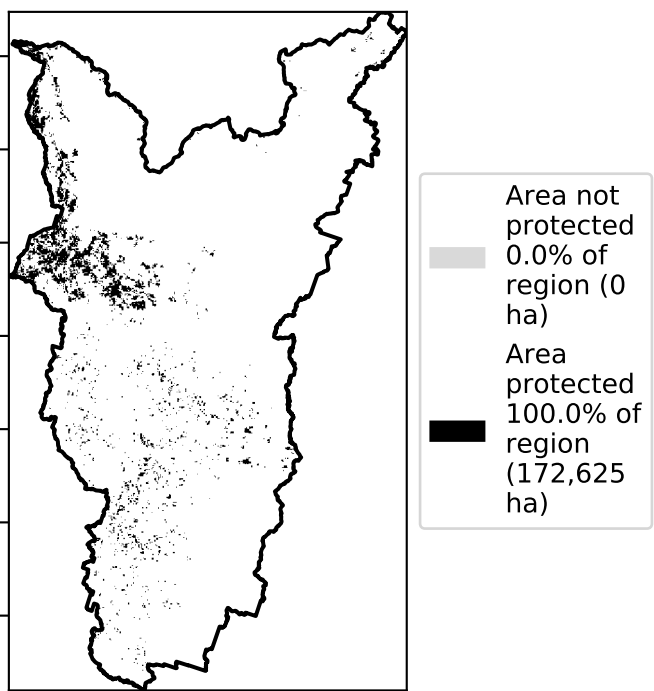 Area not
protected
0.0% of
region (0
ha)
Area
protected
100.0% of
region
(172,625
ha)